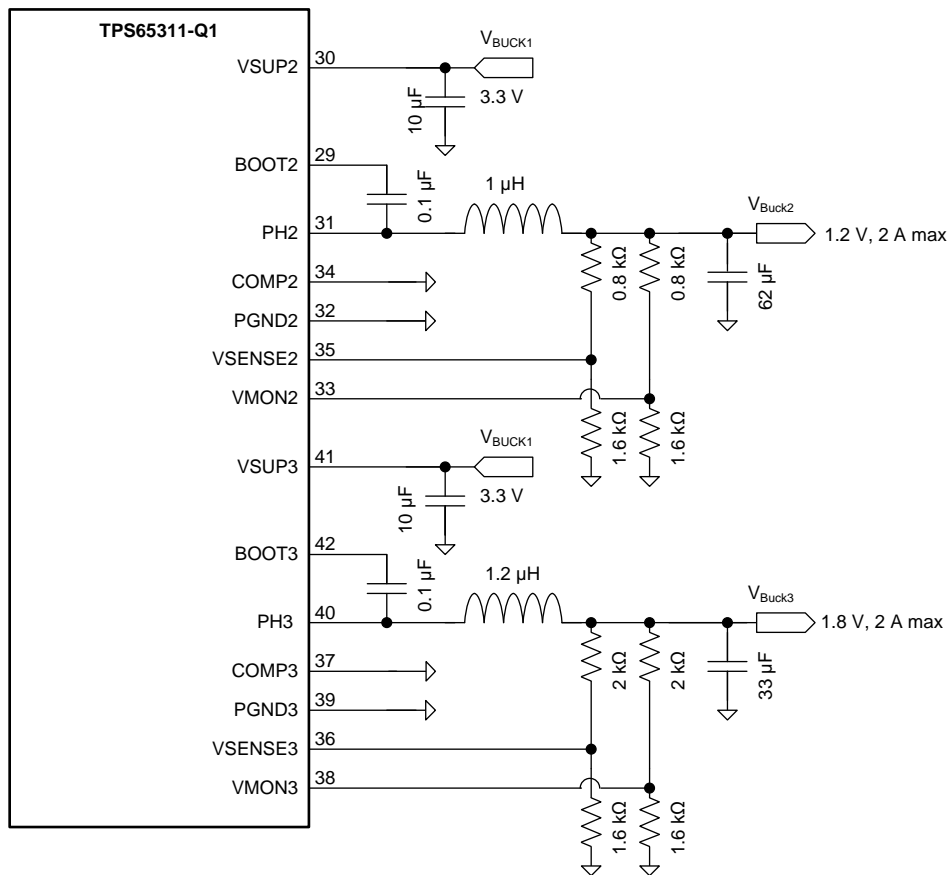 TPS65311-Q1
VSUP2
30
V_BUCK1
3.3 V
10 µF
BOOT2
29
0.1 µF
1 µH
PH2
31
V_Buck2
1.2 V, 2 A max
0.8 kΩ
0.8 kΩ
62 µF
COMP2
34
PGND2
32
VSENSE2
35
VMON2
33
1.6 kΩ
1.6 kΩ
VSUP3
41
V_BUCK1
3.3 V
10 µF
BOOT3
42
0.1 µF
1.2 µH
PH3
40
V_Buck3
1.8 V, 2 A max
2 kΩ
2 kΩ
33 µF
COMP3
37
PGND3
39
VSENSE3
36
VMON3
38
1.6 kΩ
1.6 kΩ